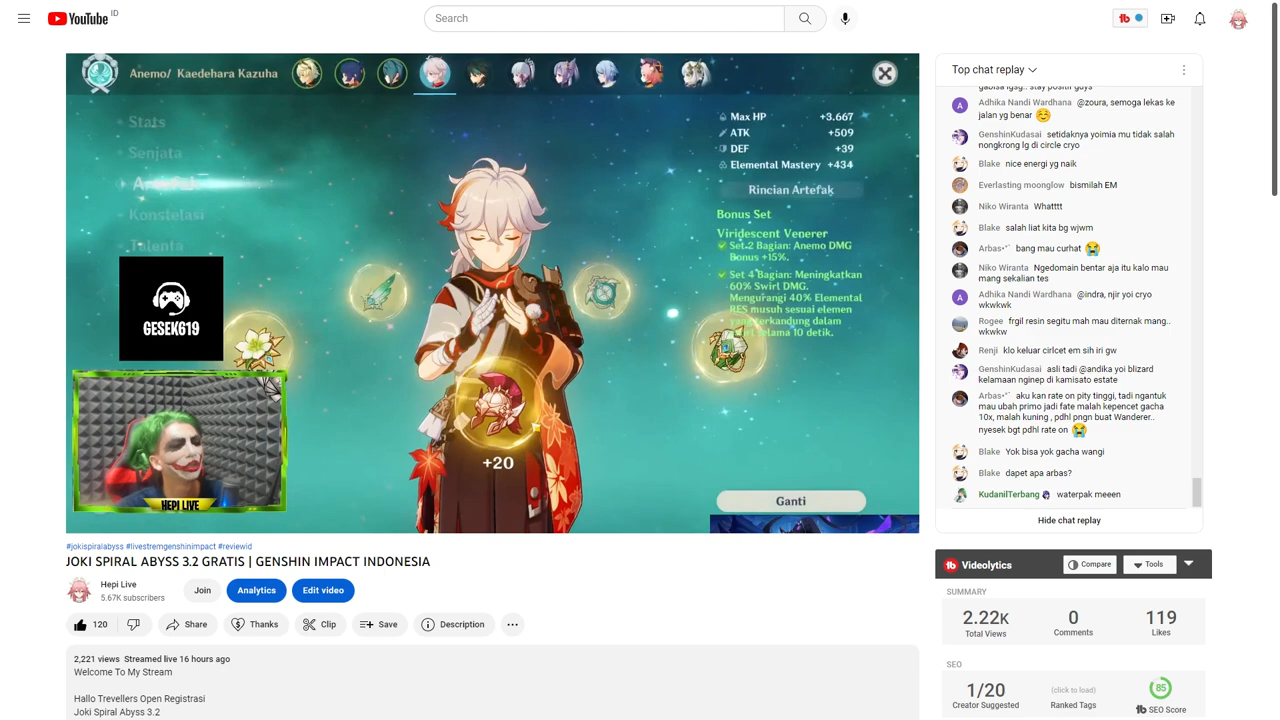 YouTube ID
Search
Anemo/ Kaedehara Kazuha
Stats
Senjata
Konstelasi
Talenta
Max HP +3.667
ATK +509
DEF +39
Elemental Mastery +434
Rincian Artefak
Bonus Set
Viridescent Venerer
Set 2 Bagian: Anemo DMG
Bonus +15%.
Set 4 Bagian: Meningkatkan
60% Swirl DMG.
Mengurangi 40% Elemental
RES musuh sesuai elemen
yang terkandung dalam
Swirl selama 10 detik.
GESEK619
HEPI LIVE
+20
Ganti
#jokispiralabyss #livestremgenshinimpact #reviewid
JOKI SPIRAL ABYSS 3.2 GRATIS | GENSHIN IMPACT INDONESIA
Hepi Live
5.67K subscribers
Join
Analytics
Edit video
120
Share
Thanks
Clip
Save
Description
2,221 views Streamed live 16 hours ago
Welcome To My Stream
Hallo Trevellers Open Registrasi
Joki Spiral Abyss 3.2
Top chat replay
Adhika Nandi Wardhana @zoura, semoga lekas ke
jalan yg benar
GenshinKudasai setidaknya yoimia mu tidak salah
nongkrong lg di circle cryo
Blake nice energi yg naik
Everlasting moonglow bismilah EM
Niko Wiranta Whatttt
Blake salah liat kita bg wjwm
Arbas•°` bang mau curhat
Niko Wiranta Ngedomain bentar aja itu kalo mau
mang sekalian tes
Adhika Nandi Wardhana @indra, njir yoi cryo
wkwkwk
Rogee frgil resin segitu mah mau diternak mang..
wkwkw
Renji klo keluar cirlcet em sih iri gw
GenshinKudasai asli tadi @andika yoi blizard
kelamaan nginep di kamisato estate
Arbas•°` aku kan rate on pity tinggi, tadi ngantuk
mau ubah primo jadi fate malah kepencet gacha
10x, malah kuning , pdhl pngn buat Wanderer..
nyesek bgt pdhl rate on
Blake Yok bisa yok gacha wangi
Blake dapet apa arbas?
KudanilTerbang waterpak meeen
Hide chat replay
tb Videolytics
Compare
Tools
SUMMARY
2.22K
Total Views
0
Comments
119
Likes
SEO
1/20
Creator Suggested
(click to load)
Ranked Tags
85
tb SEO Score